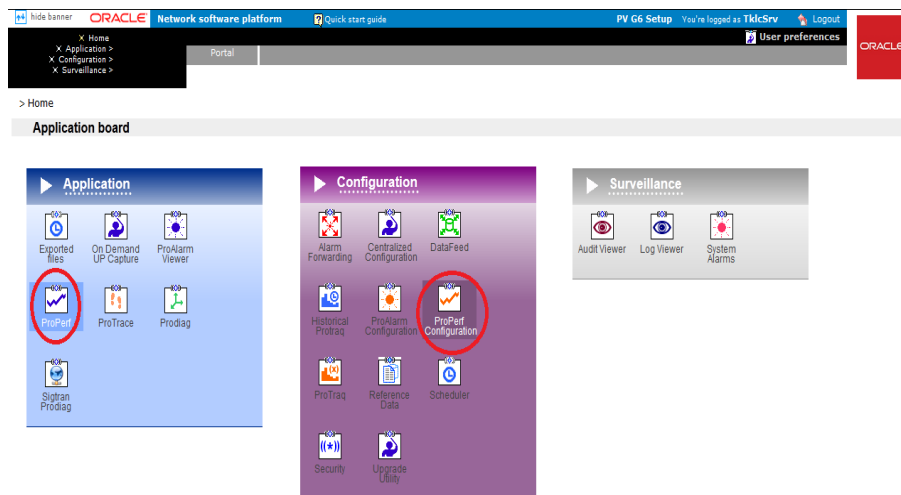 hide banner ORACLE Network software platform ? Quick start guide PV G6 Setup You're logged as TklcSrv Logout
X Home
X Application >
X Configuration >
X Surveillance >
User preferences
ORACLE
Portal
> Home
Application board
Application
Exported files
On Demand UP Capture
ProAlarm Viewer
ProPerf
ProTrace
Prodiag
Sigtran Prodiag
Configuration
Alarm Forwarding
Centralized Configuration
DataFeed
Historical Protraq
ProAlarm Configuration
ProPerf Configuration
ProTraq
Reference Data
Scheduler
Security
Upgrade Utility
Surveillance
Audit Viewer
Log Viewer
System Alarms